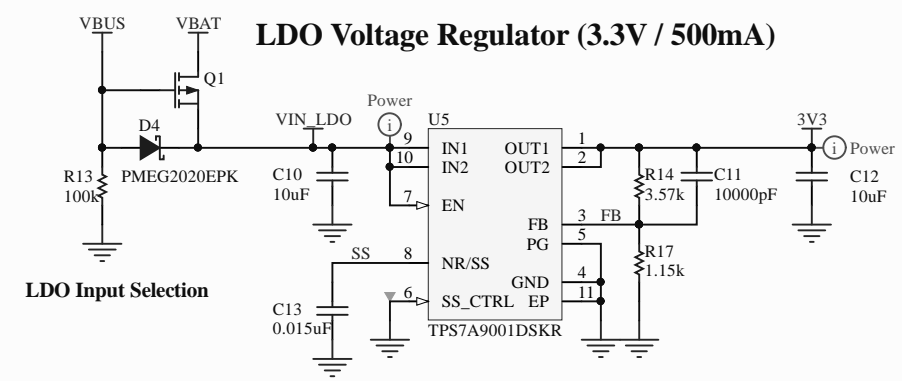 VBUS
VBAT
LDO Voltage Regulator (3.3V / 500mA)
Q1
Power
i
D4
VIN_LDO
U5
3V3
i
Power
9
IN1
OUT1
1
10
IN2
OUT2
2
R13
100k
PMEG2020EPK
C10
10uF
R14
3.57k
C11
10000pF
C12
10uF
7
EN
FB
3
FB
PG
5
SS
8
NR/SS
R17
1.15k
GND
4
LDO Input Selection
6
SS_CTRL
EP
11
C13
0.015uF
TPS7A9001DSKR